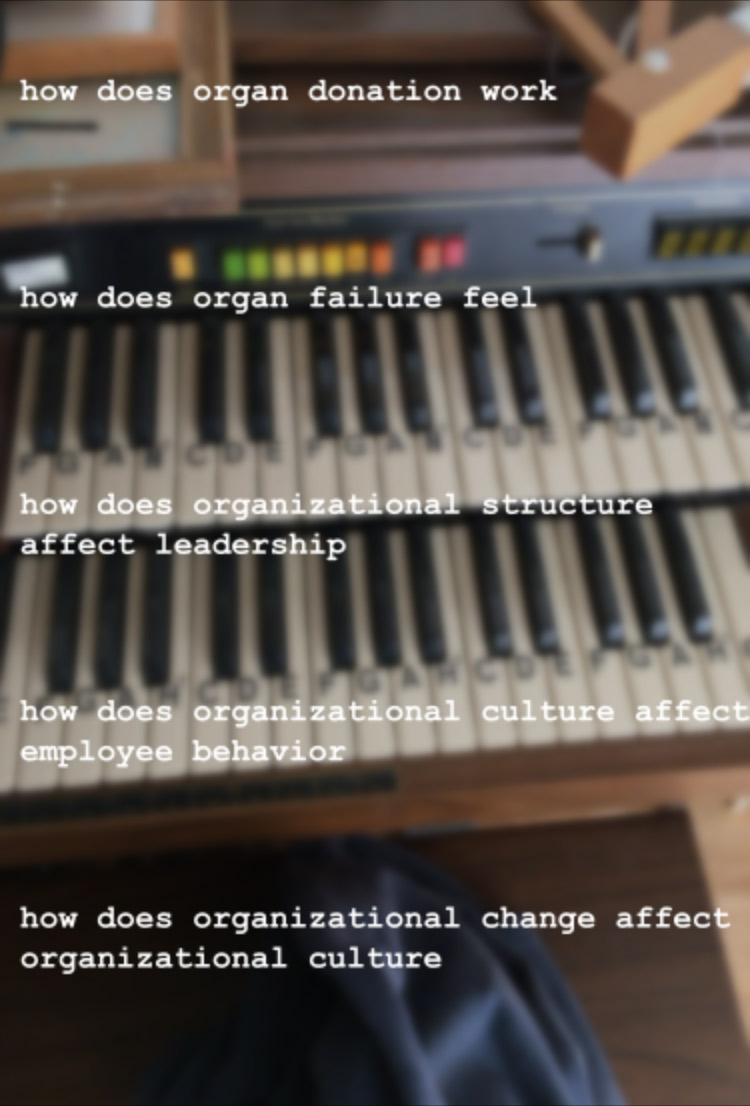 how does organ donation work
how does organ failure feel
F G A H C D E F G A H C D E F G A H C
how does organizational structure
affect leadership
F G A H C D E F G A H C D E F G A H
how does organizational culture affect
employee behavior
how does organizational change affect
organizational culture